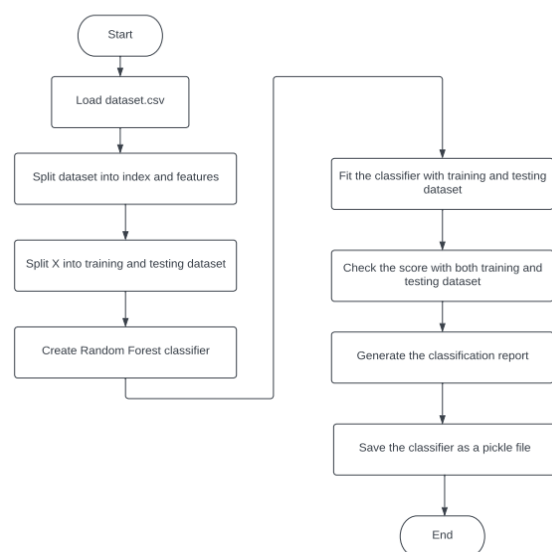 Start
Load dataset.csv
Split dataset into index and features
Split X into training and testing dataset
Create Random Forest classifier
Fit the classifier with training and testing
dataset
Check the score with both training and
testing dataset
Generate the classification report
Save the classifier as a pickle file
End